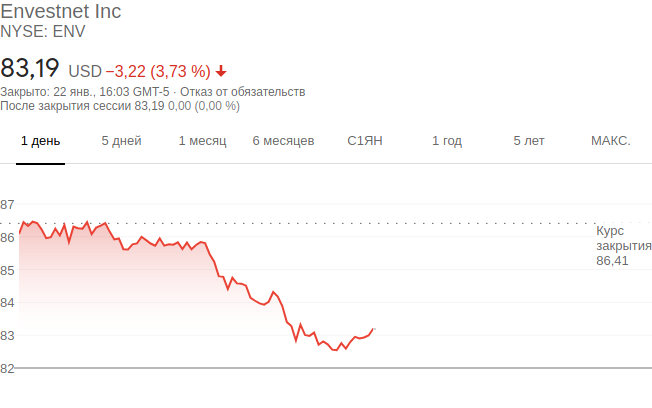 Envestnet Inc
NYSE: ENV
83,19 USD −3,22 (3,73 %)
Закрыто: 22 янв., 16:03 GMT-5 · Отказ от обязательств
После закрытия сессии 83,19 0,00 (0,00 %)
1 день 5 дней 1 месяц 6 месяцев С1ЯН 1 год 5 лет МАКС.
87
86
85
84
83
82
Курс
закрытия
86,41